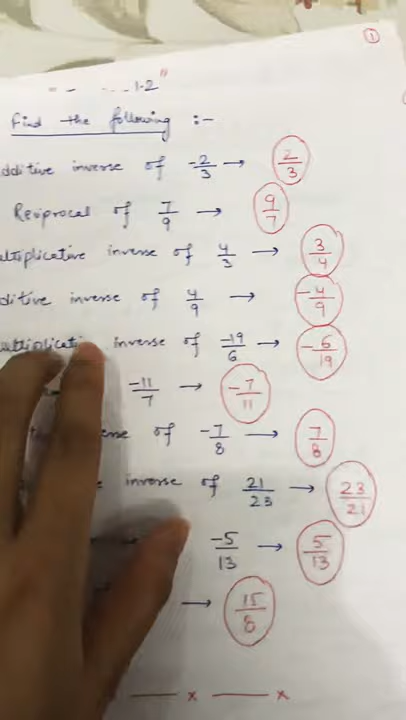 ①
1.2"
Find the following :-
dditive inverse of -2/3 → 2/3
Reciprocal of 7/9 → 9/7
ultiplicative inverse of 4/3 → 3/4
ditive inverse of 4/9 → -4/9
inverse of -19/6 → -6/19
-11/7 → -7/11
of -7/8 → 7/8
inverse of 21/23 → 23/21
-5/13 → 5/13
→ 15/8
x x